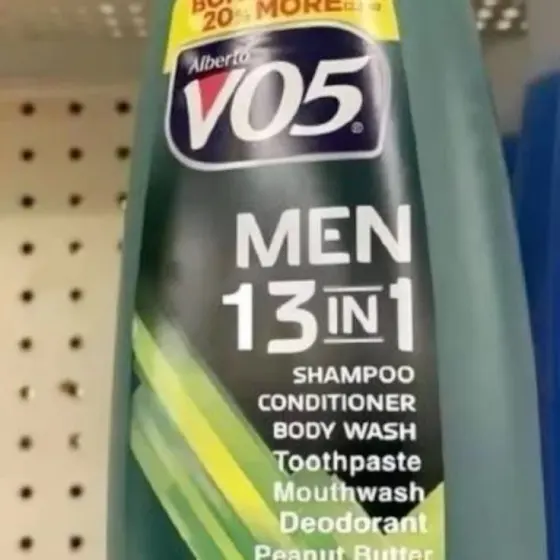 20% MORE
Alberto
VO5®
MEN
13 IN 1
SHAMPOO
CONDITIONER
BODY WASH
Toothpaste
Mouthwash
Deodorant
Peanut Butter